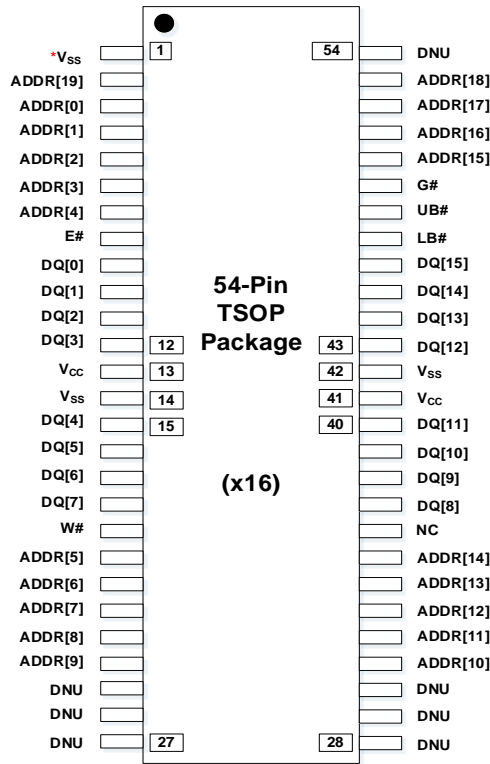 *VSS 1 54 DNU
ADDR[19] ADDR[18]
ADDR[0] ADDR[17]
ADDR[1] ADDR[16]
ADDR[2] ADDR[15]
ADDR[3] G#
ADDR[4] UB#
E# LB#
DQ[0] DQ[15]
DQ[1] 54-Pin DQ[14]
DQ[2] TSOP DQ[13]
DQ[3] 12 Package 43 DQ[12]
VCC 13 42 VSS
VSS 14 41 VCC
DQ[4] 15 40 DQ[11]
DQ[5] DQ[10]
DQ[6] (x16) DQ[9]
DQ[7] DQ[8]
W# NC
ADDR[5] ADDR[14]
ADDR[6] ADDR[13]
ADDR[7] ADDR[12]
ADDR[8] ADDR[11]
ADDR[9] ADDR[10]
DNU DNU
DNU DNU
DNU 27 28 DNU